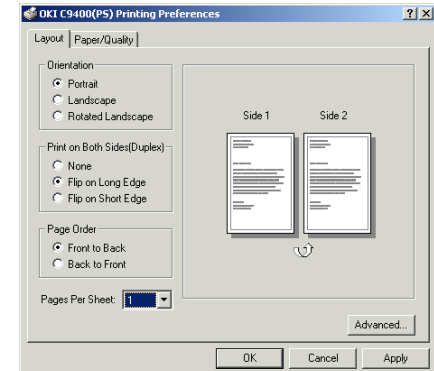 OKI C9400(PS) Printing Preferences
Layout
Paper/Quality
Orientation
Portrait
Landscape
Rotated Landscape
Print on Both Sides(Duplex)
None
Flip on Long Edge
Flip on Short Edge
Page Order
Front to Back
Back to Front
Pages Per Sheet: 1
Side 1 Side 2
Advanced...
OK Cancel Apply